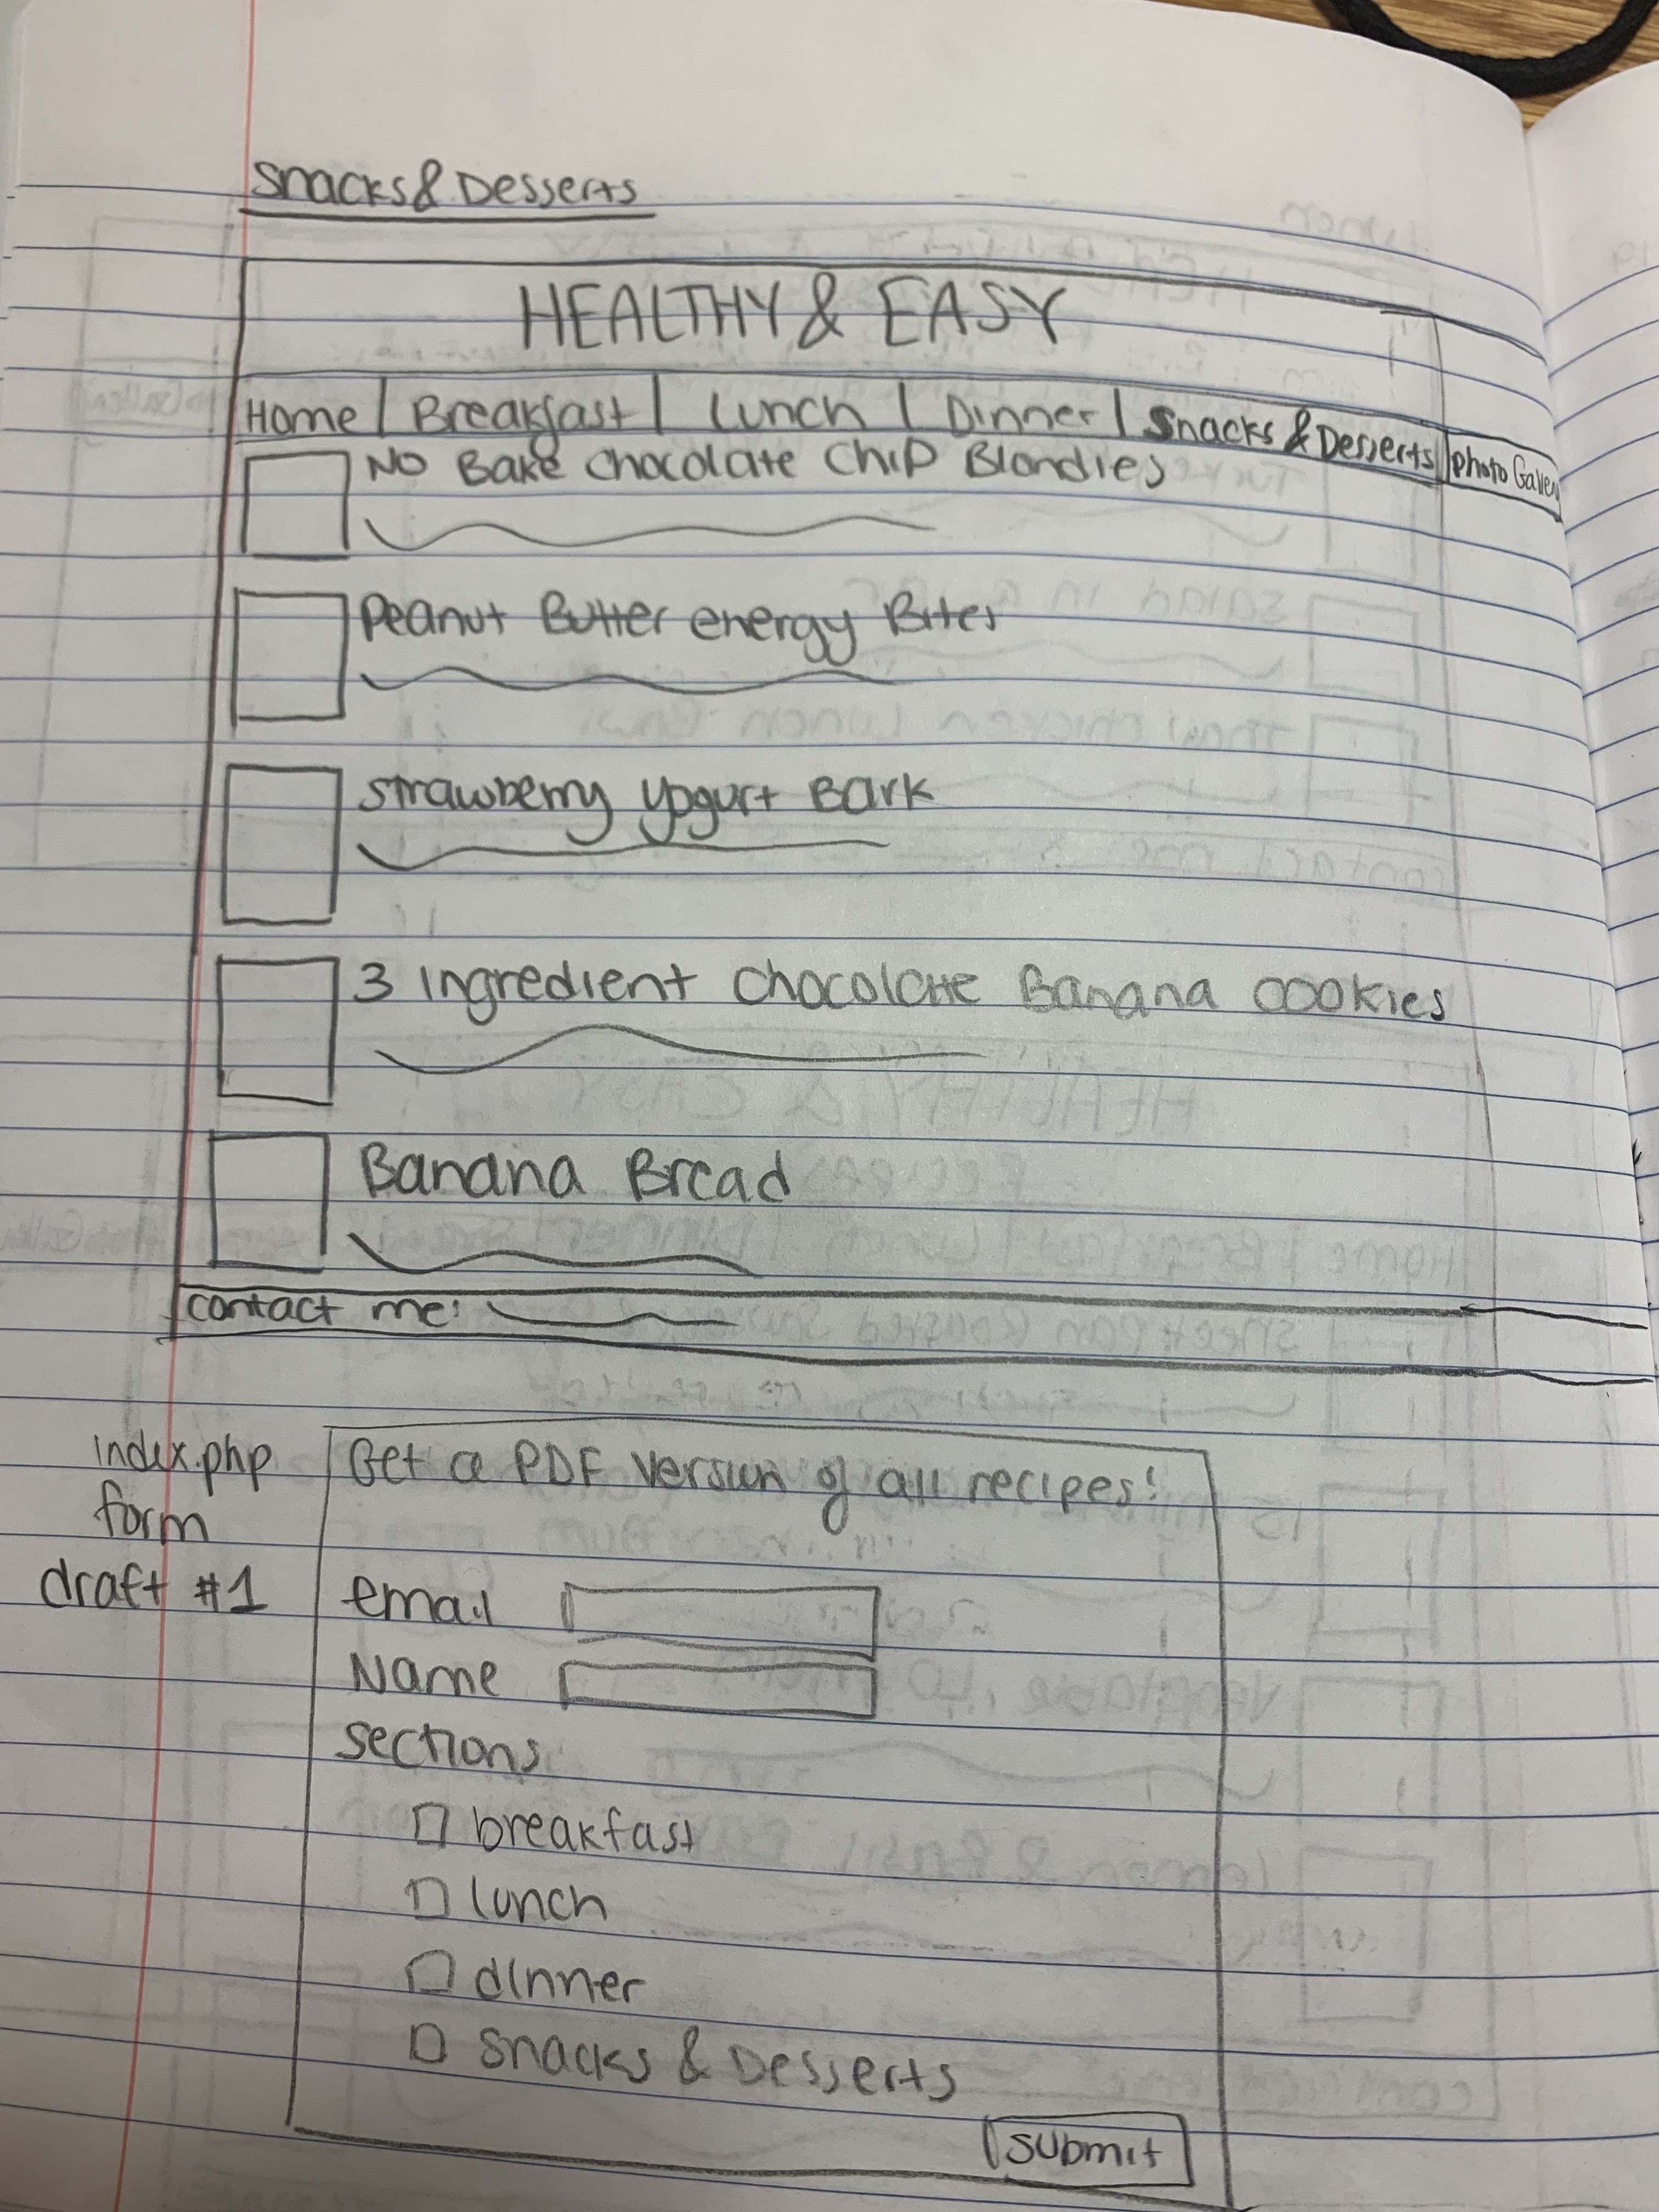 Snacks & Desserts
HEALTHY & EASY
Home | Breakfast | Lunch | Dinner | Snacks & Desserts | photo Gallery
NO Bake Chocolate Chip Blondies
Peanut Butter energy Bites
Strawberry Yogurt Bark
3 Ingredient Chocolate Banana Cookies
Banana Bread
contact me:
index.php
form
draft #1
Get a PDF version of all recipes!
email
Name
sections
breakfast
lunch
dinner
Snacks & Desserts
submit